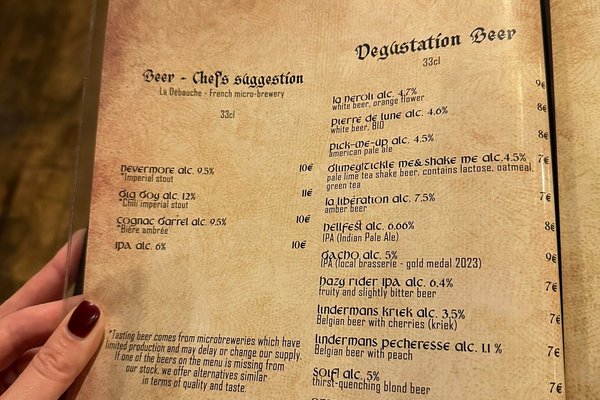 Beer - Chef's suggestion
La Débauche - French micro-brewery
33cl
Nevermore alc. 9.5% 10€
*Imperial stout
Gig Goy alc. 12% 11€
*Chili imperial stout
Cognac Barrel alc. 9.5% 10€
*Bière ambrée
IPA alc. 6% 10€
*Tasting beer comes from microbreweries which have
limited production and may delay or change our supply.
If one of the beers on the menu is missing from
our stock, we offer alternatives similar
in terms of quality and taste.
Degustation Beer
33cl
La Neroli alc. 4.7% 9€
white beer, orange flower
Pierre de Lune alc. 4.6% 8€
white beer, BIO
Pick-me-up alc. 4.5% 8€
american pale ale
Glimey!Tickle me& shake me alc.4.5% 7€
pale lime tea shake beer, contains lactose, oatmeal,
green tea
La Libération alc. 7.5% 7€
amber beer
Hellfest alc. 6.66% 8€
IPA (Indian Pale Ale)
Gacho alc. 5% 9€
IPA (local brasserie - gold medal 2023)
Hazy Rider IPA alc. 6.4% 7€
fruity and slightly bitter beer
Lindermans Kriek alc. 3,5% 7€
Belgian beer with cherries (kriek)
Lindermans Pecheresse alc. 1.1 % 7€
Belgian beer with peach
Soif! alc. 5% 7€
thirst-quenching blond beer